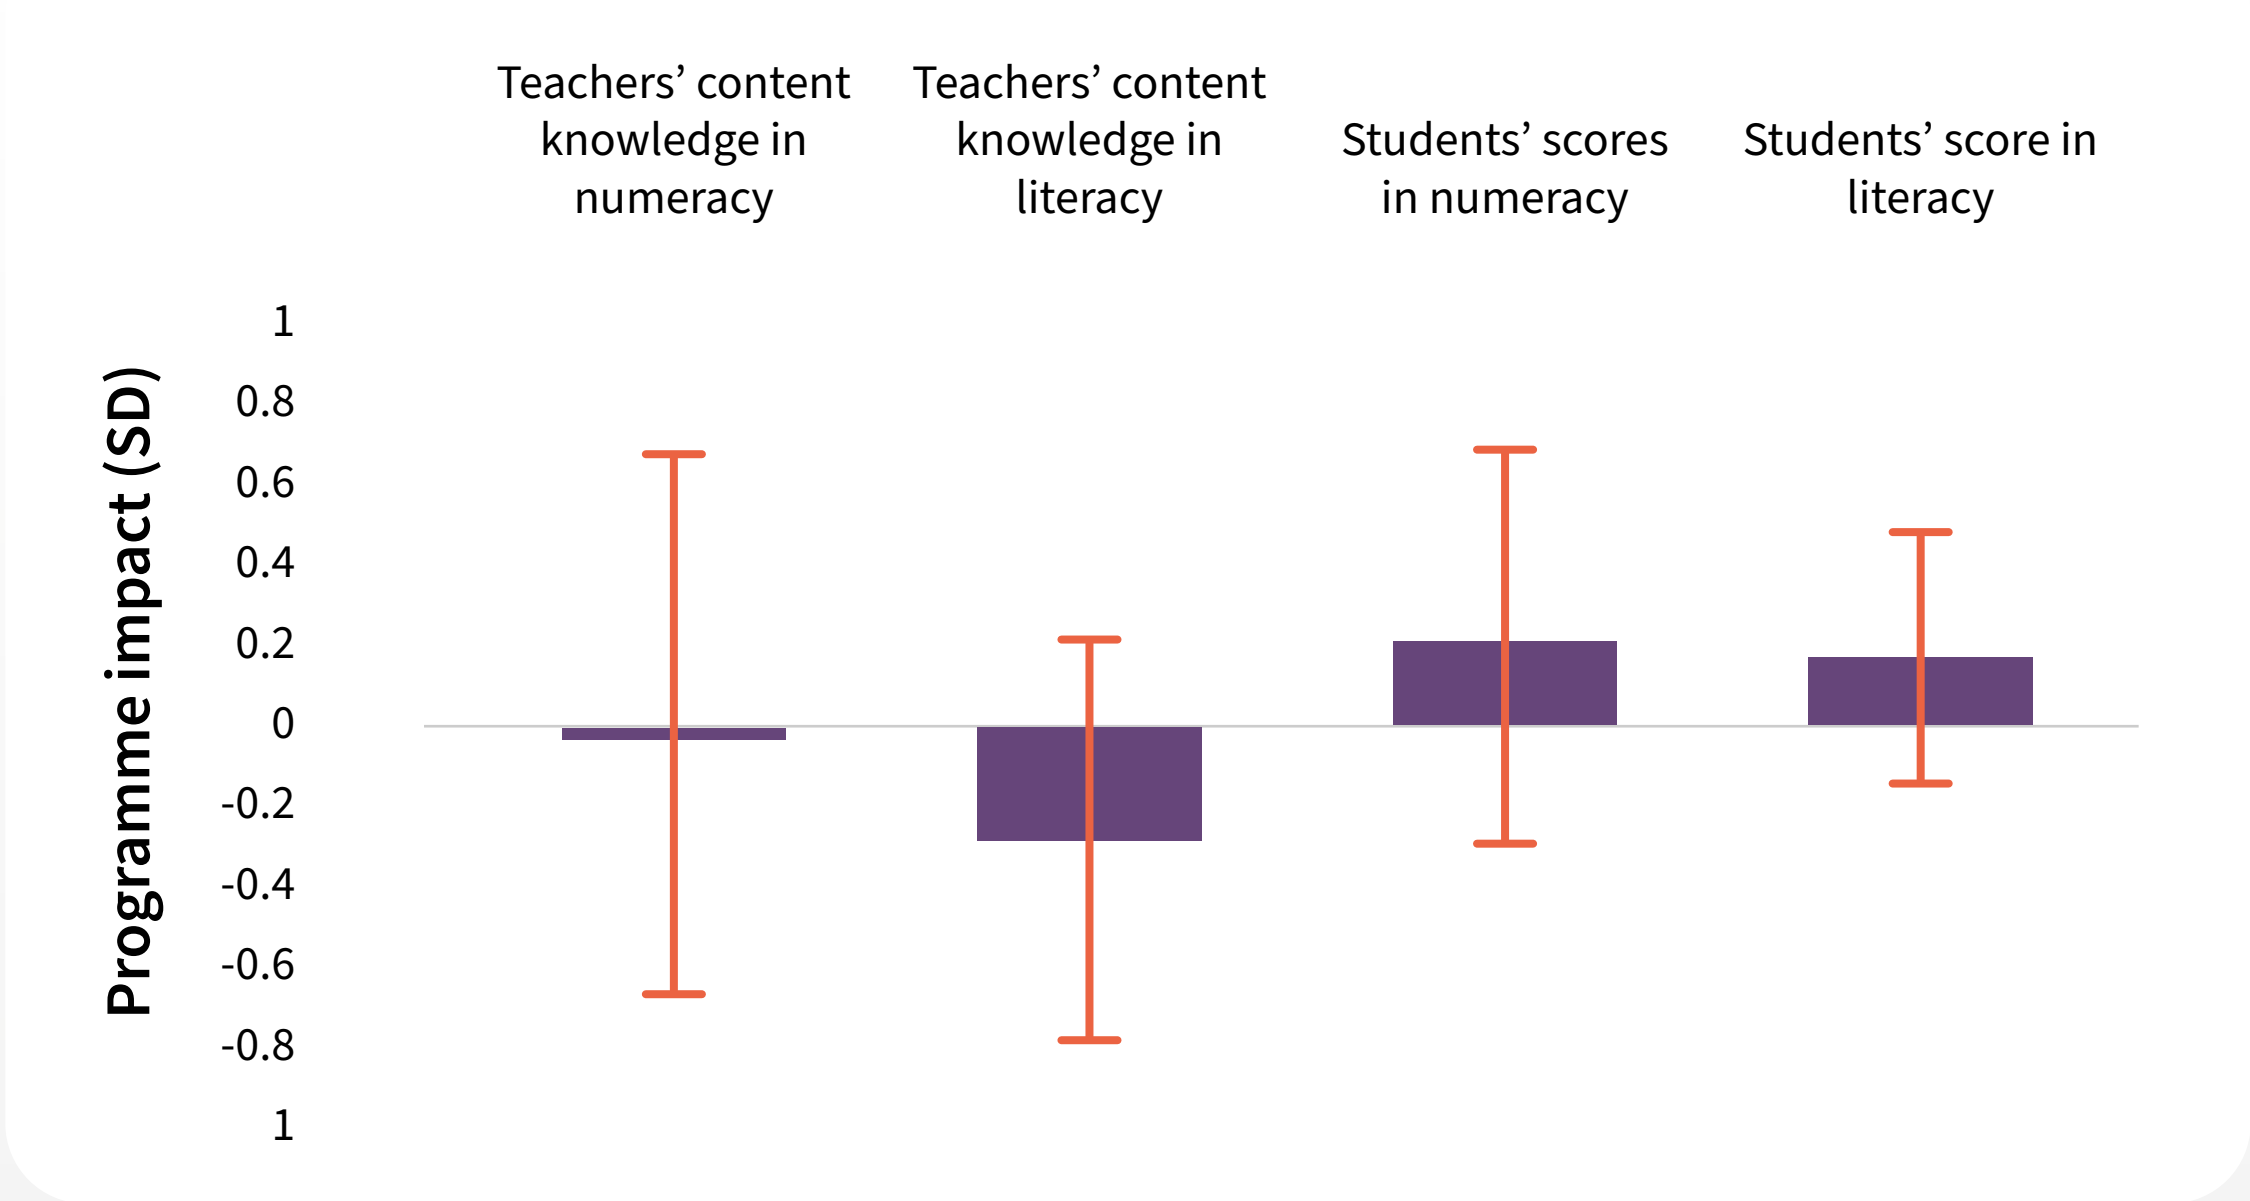 Teachers’ content
knowledge in
numeracy
Teachers’ content
knowledge in
literacy
Students’ scores
in numeracy
Students’ score in
literacy
Programme impact (SD)
1
0.8
0.6
0.4
0.2
0
-0.2
-0.4
-0.6
-0.8
1